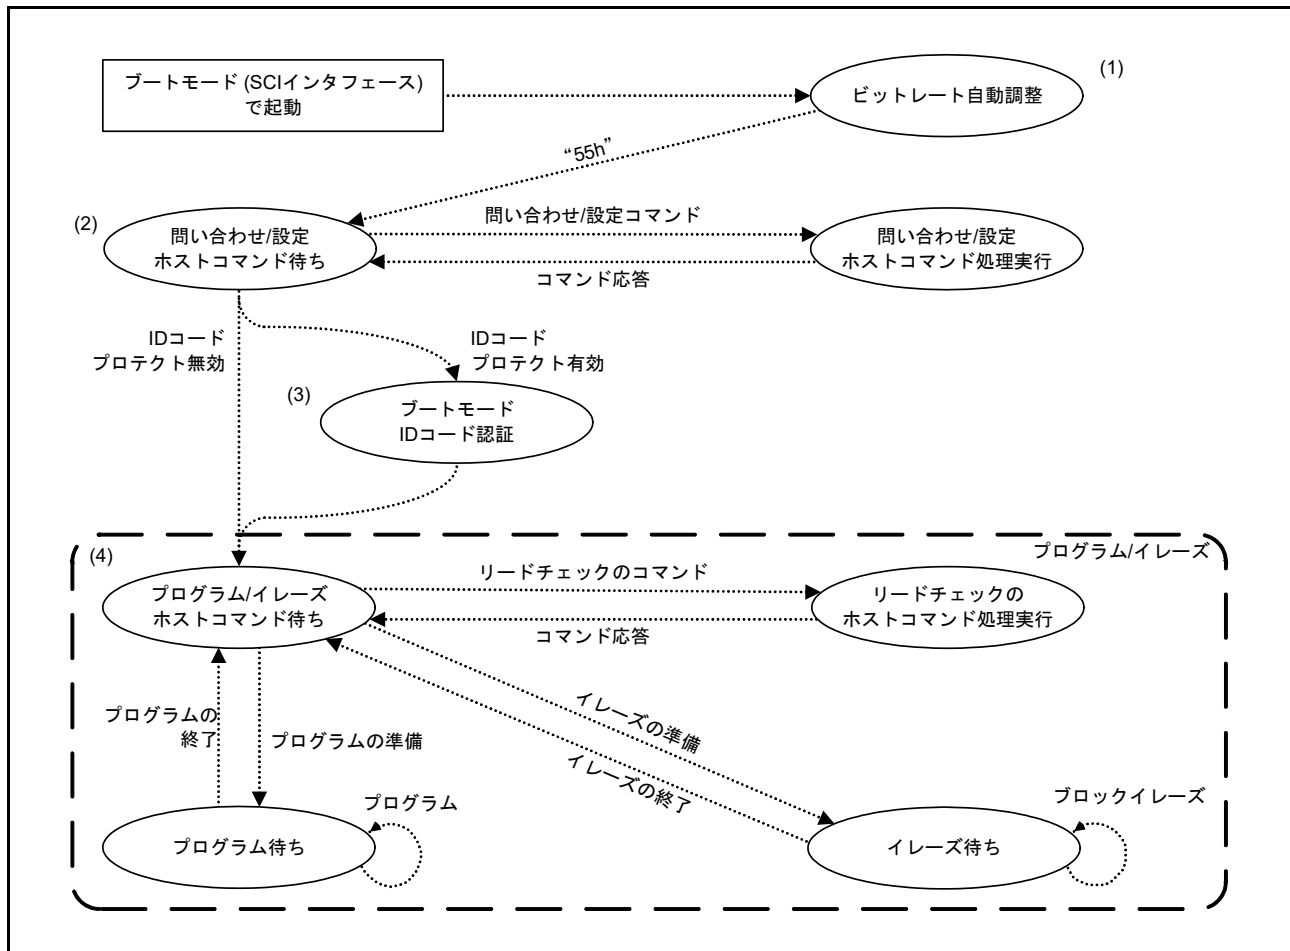 ブートモード (SCIインタフェース)
で起動
(1)
ビットレート自動調整
“55h”
(2)
問い合わせ/設定
ホストコマンド待ち
問い合わせ/設定コマンド
コマンド応答
問い合わせ/設定
ホストコマンド処理実行
IDコード
プロテクト無効
IDコード
プロテクト有効
(3)
ブートモード
IDコード認証
プログラム/イレーズ
(4)
プログラム/イレーズ
ホストコマンド待ち
リードチェックのコマンド
コマンド応答
リードチェックの
ホストコマンド処理実行
プログラムの
終了
プログラムの準備
イレーズの準備
イレーズの終了
プログラム
プログラム待ち
ブロックイレーズ
イレーズ待ち